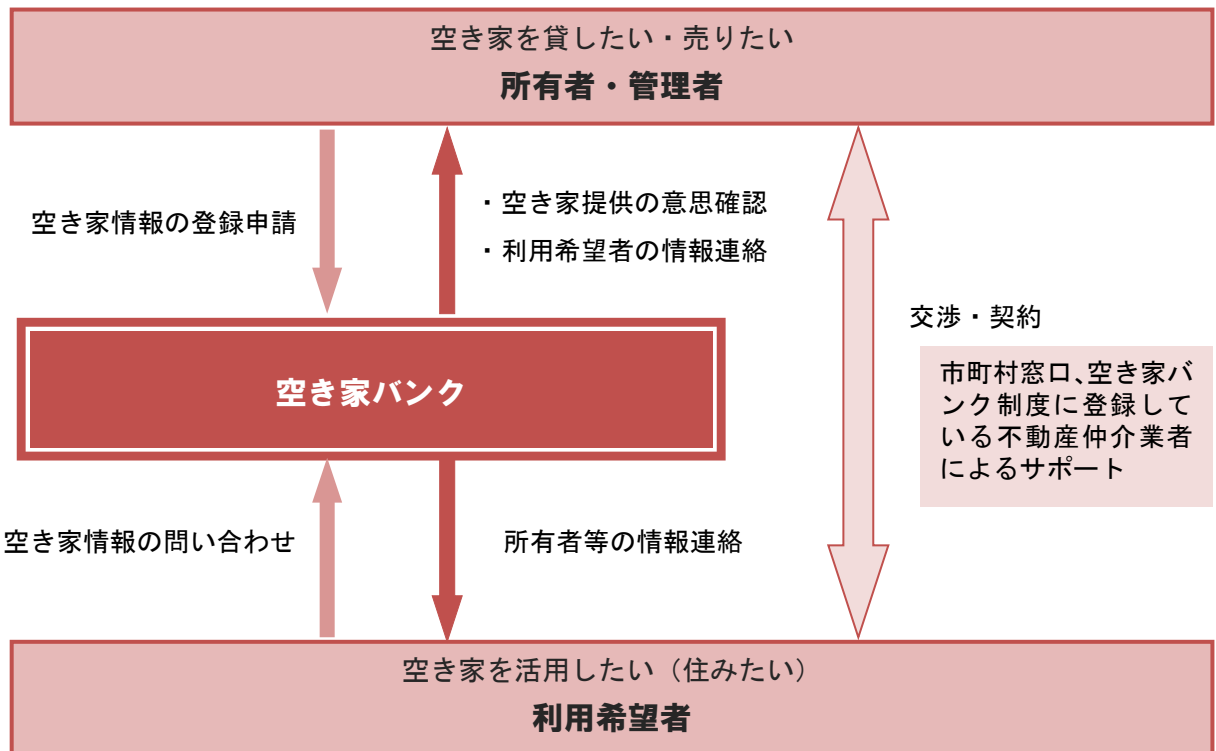 空き家を貸したい・売りたい
所有者・管理者
空き家情報の登録申請
・空き家提供の意思確認
・利用希望者の情報連絡
空き家バンク
交渉・契約
市町村窓口、空き家バ
ンク制度に登録して
いる不動産仲介業者
によるサポート
空き家情報の問い合わせ
所有者等の情報連絡
空き家を活用したい（住みたい）
利用希望者